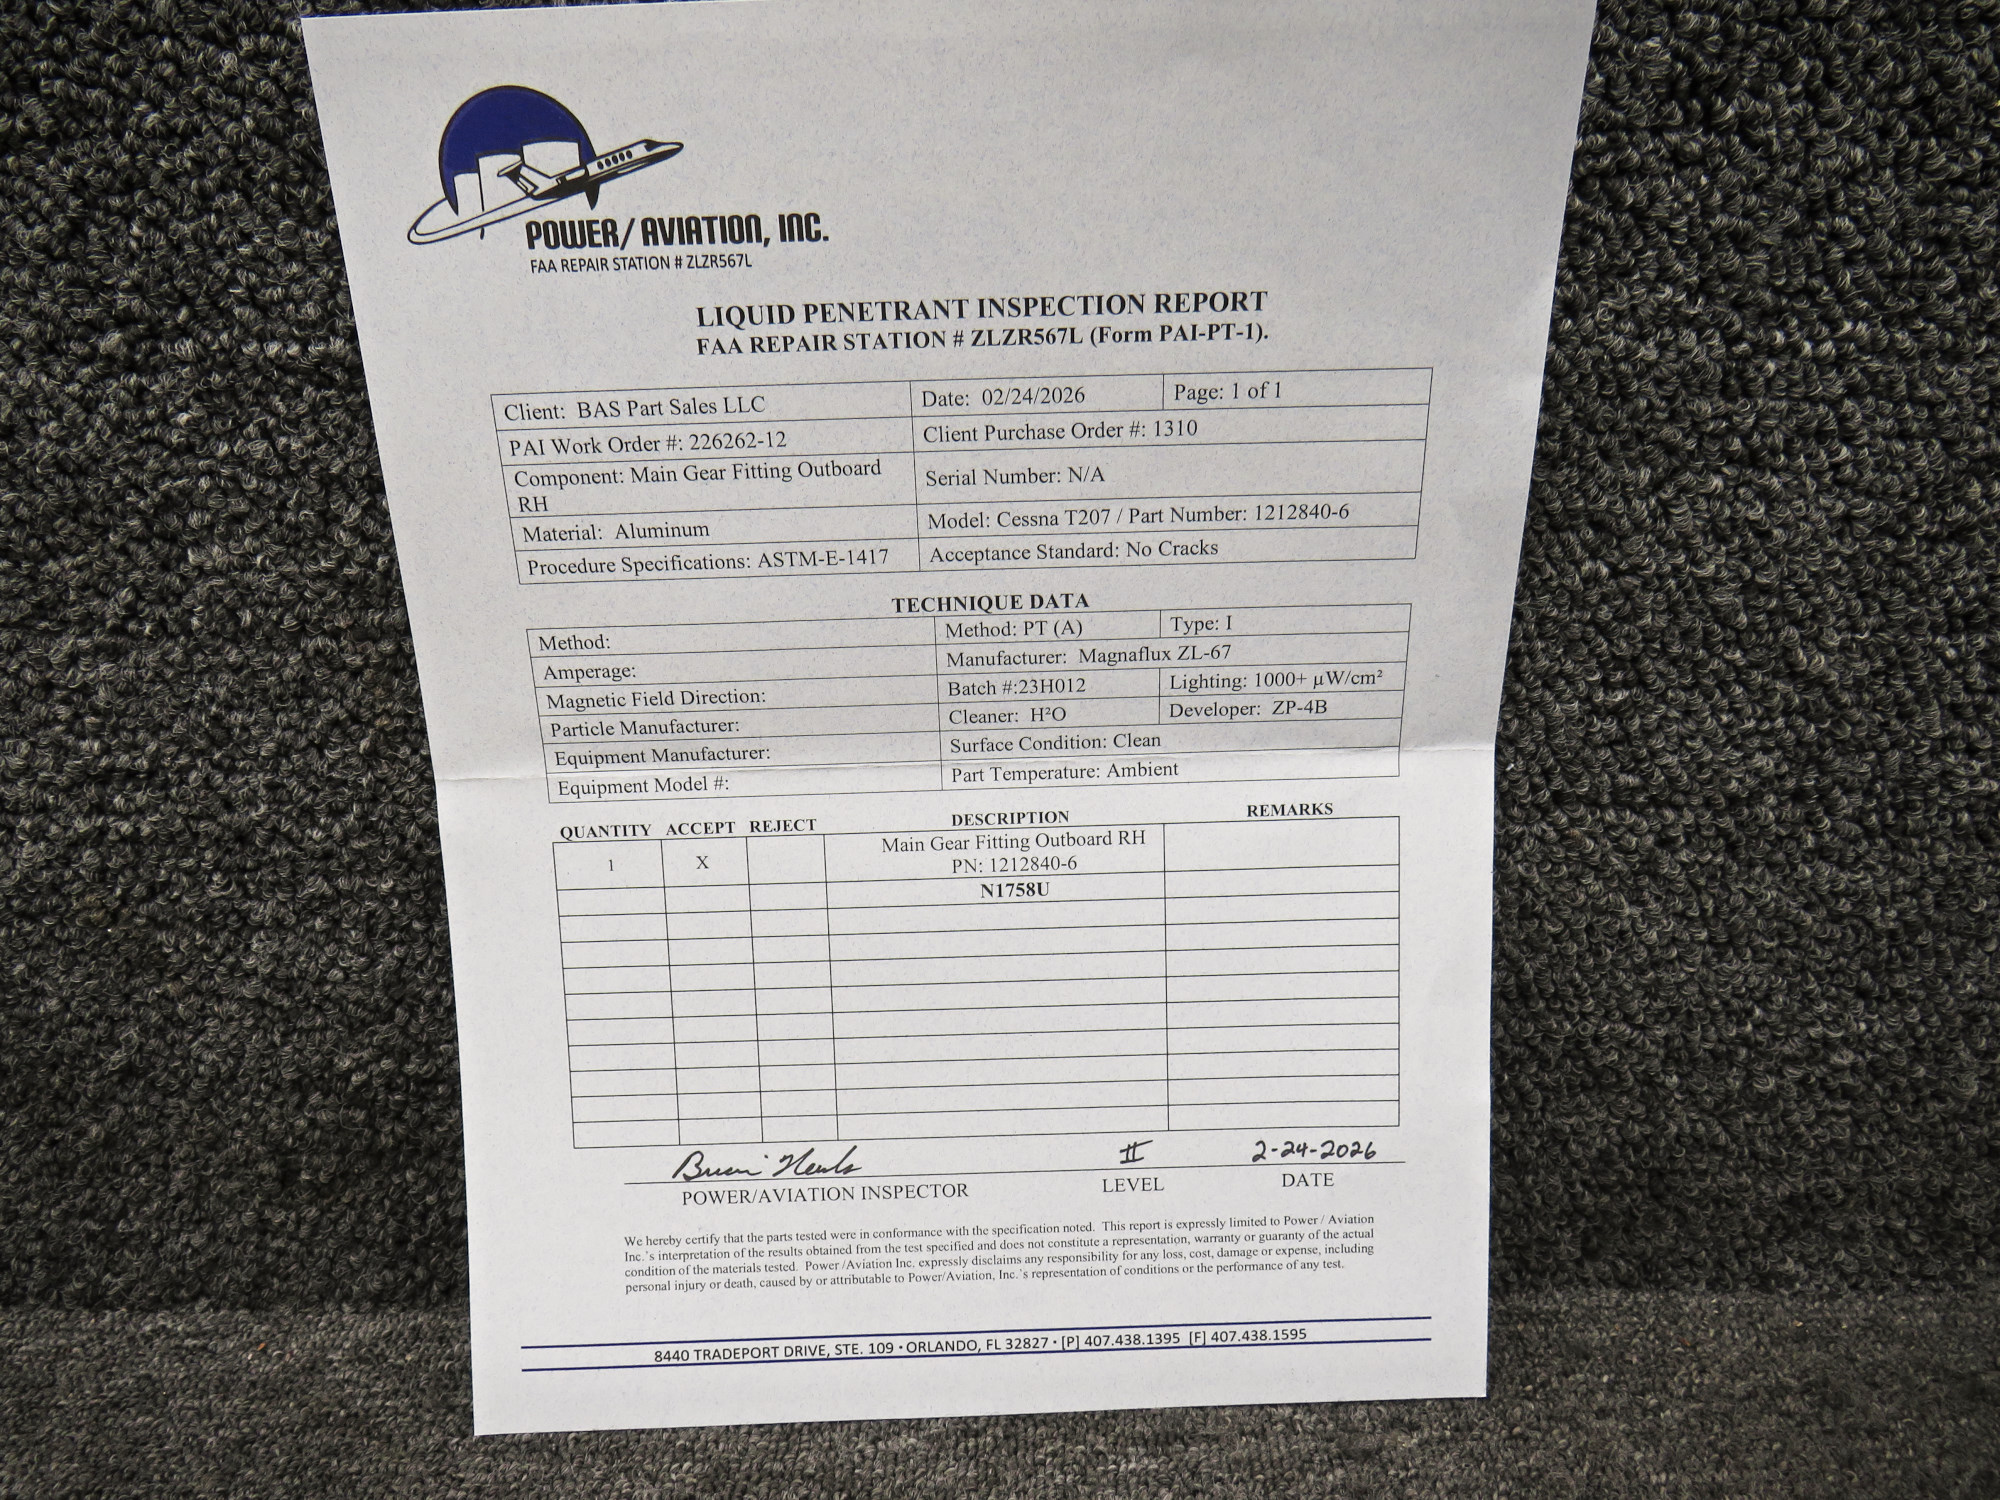 POWER/AVIATION, INC.
FAA REPAIR STATION # ZLZR567L
LIQUID PENETRANT INSPECTION REPORT
FAA REPAIR STATION # ZLZR567L (Form PAI-PT-1).
Client: BAS Part Sales LLC
Date: 02/24/2026
Page: 1 of 1
PAI Work Order #: 226262-12
Client Purchase Order #: 1310
Component: Main Gear Fitting Outboard
RH
Serial Number: N/A
Material: Aluminum
Model: Cessna T207 / Part Number: 1212840-6
Procedure Specifications: ASTM-E-1417
Acceptance Standard: No Cracks
TECHNIQUE DATA
Method:
Method: PT (A)
Type: I
Amperage:
Manufacturer: Magnaflux ZL-67
Magnetic Field Direction:
Batch #:23H012
Lighting: 1000+ µW/cm²
Particle Manufacturer:
Cleaner: H²O
Developer: ZP-4B
Equipment Manufacturer:
Surface Condition: Clean
Equipment Model #:
Part Temperature: Ambient
QUANTITY ACCEPT REJECT DESCRIPTION REMARKS
1 X Main Gear Fitting Outboard RH
PN: 1212840-6
N1758U
II 2-24-2026
POWER/AVIATION INSPECTOR LEVEL DATE
We hereby certify that the parts tested were in conformance with the specification noted. This report is expressly limited to Power / Aviation
Inc.'s interpretation of the results obtained from the test specified and does not constitute a representation, warranty or guaranty of the actual
condition of the materials tested. Power /Aviation Inc. expressly disclaims any responsibility for any loss, cost, damage or expense, including
personal injury or death, caused by or attributable to Power/Aviation, Inc.'s representation of conditions or the performance of any test.
8440 TRADEPORT DRIVE, STE. 109 • ORLANDO, FL 32827 • [P] 407.438.1395 [F] 407.438.1595